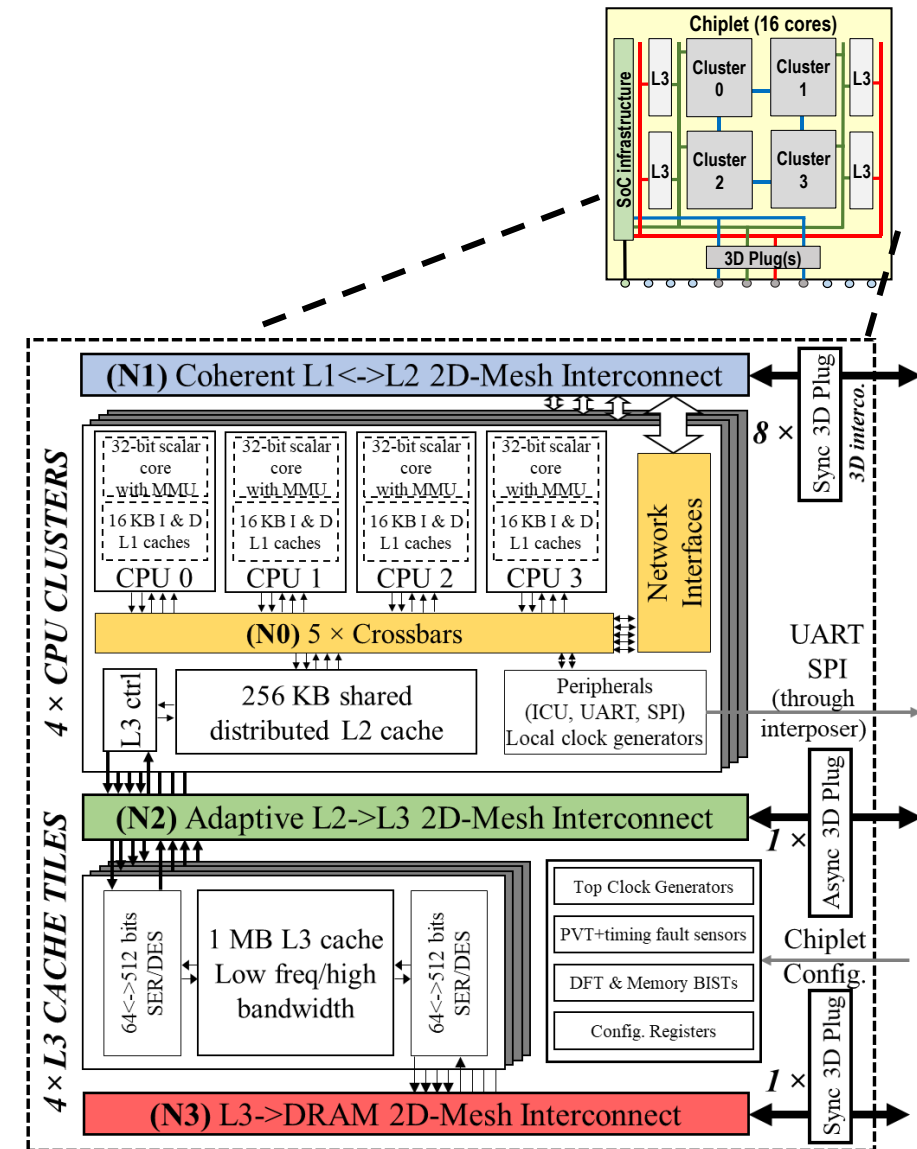 Chiplet (16 cores)
SoC infrastructure
L3
Cluster
0
Cluster
1
L3
L3
Cluster
2
Cluster
3
L3
3D Plug(s)
(N1) Coherent L1<->L2 2D-Mesh Interconnect
8 ×
Sync 3D Plug
3D interco.
4 × CPU CLUSTERS
32-bit scalar
core
with MMU
16 KB I & D
L1 caches
CPU 0
32-bit scalar
core
with MMU
16 KB I & D
L1 caches
CPU 1
32-bit scalar
core
with MMU
16 KB I & D
L1 caches
CPU 2
32-bit scalar
core
with MMU
16 KB I & D
L1 caches
CPU 3
Network
Interfaces
(N0) 5 × Crossbars
L3 ctrl
256 KB shared
distributed L2 cache
Peripherals
(ICU, UART, SPI)
Local clock generators
UART
SPI
(through
interposer)
(N2) Adaptive L2->L3 2D-Mesh Interconnect
1 ×
Async 3D Plug
4 × L3 CACHE TILES
64<->512 bits
SER/DES
1 MB L3 cache
Low freq/high
bandwidth
64<->512 bits
SER/DES
Top Clock Generators
PVT+timing fault sensors
DFT & Memory BISTs
Config. Registers
Chiplet
Config.
(N3) L3->DRAM 2D-Mesh Interconnect
1 ×
Sync 3D Plug